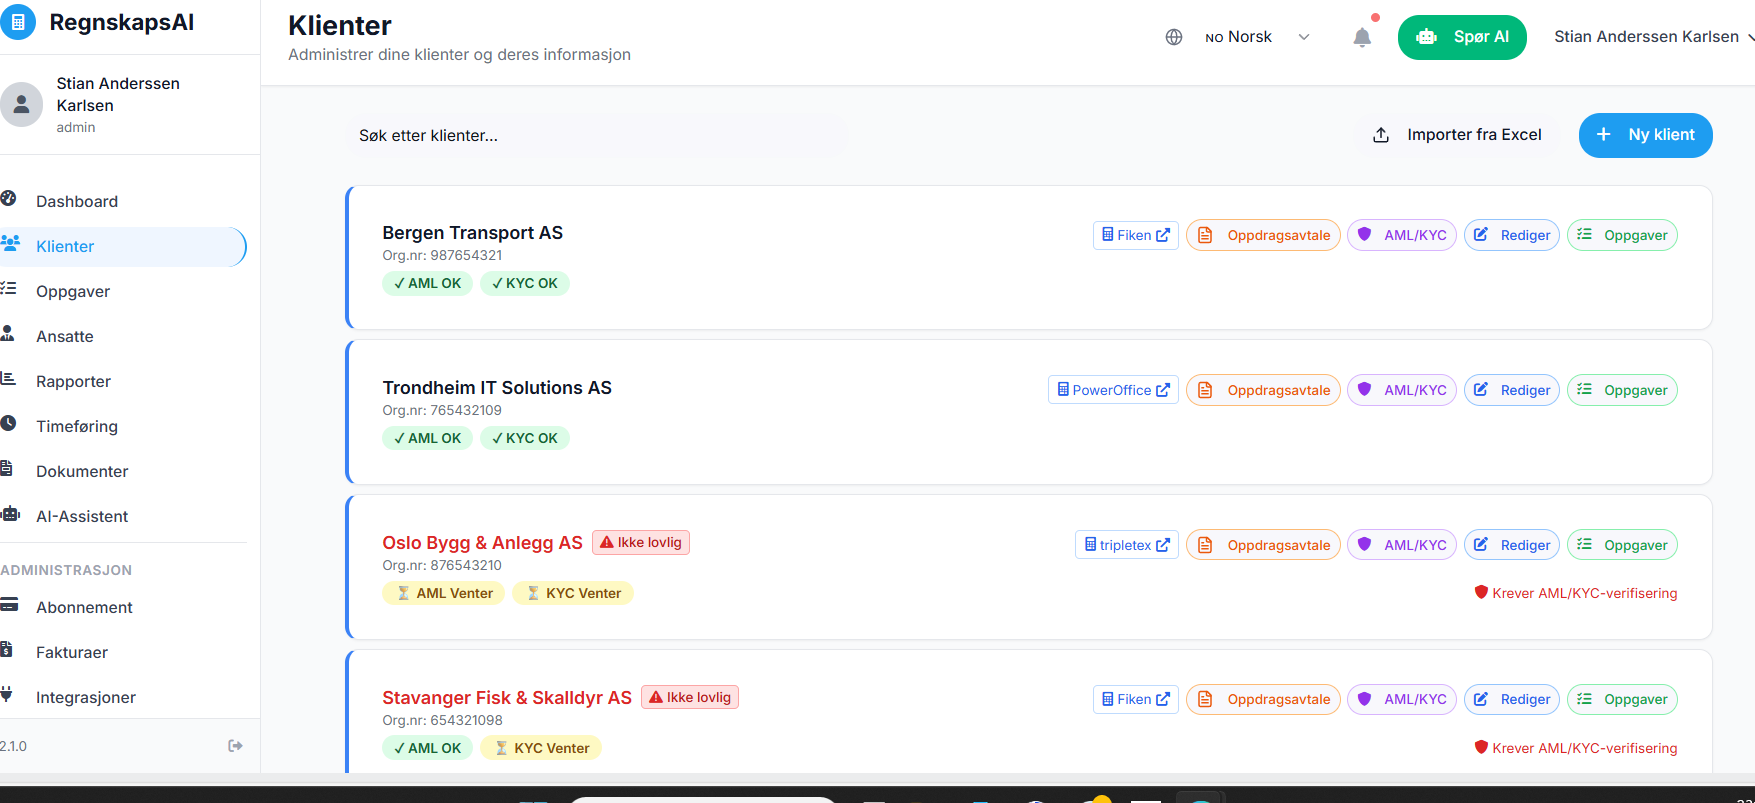 RegnskapsAI
Stian Anderssen
Karlsen
admin
Dashboard
Klienter
Oppgaver
Ansatte
Rapporter
Timeføring
Dokumenter
AI-Assistent
ADMINISTRASJON
Abonnement
Fakturaer
Integrasjoner
2.1.0
Klienter
Administrer dine klienter og deres informasjon
NO Norsk
Spør AI
Stian Anderssen Karlsen
Søk etter klienter...
Importer fra Excel
+ Ny klient
Bergen Transport AS
Fiken Oppdragsavtale AML/KYC Rediger Oppgaver
Org.nr: 987654321
✓ AML OK ✓ KYC OK
Trondheim IT Solutions AS
PowerOffice Oppdragsavtale AML/KYC Rediger Oppgaver
Org.nr: 765432109
✓ AML OK ✓ KYC OK
Oslo Bygg & Anlegg AS Ikke lovlig
tripletex Oppdragsavtale AML/KYC Rediger Oppgaver
Org.nr: 876543210
⏳ AML Venter ⏳ KYC Venter
Krever AML/KYC-verifisering
Stavanger Fisk & Skalldyr AS Ikke lovlig
Fiken Oppdragsavtale AML/KYC Rediger Oppgaver
Org.nr: 654321098
✓ AML OK ⏳ KYC Venter
Krever AML/KYC-verifisering